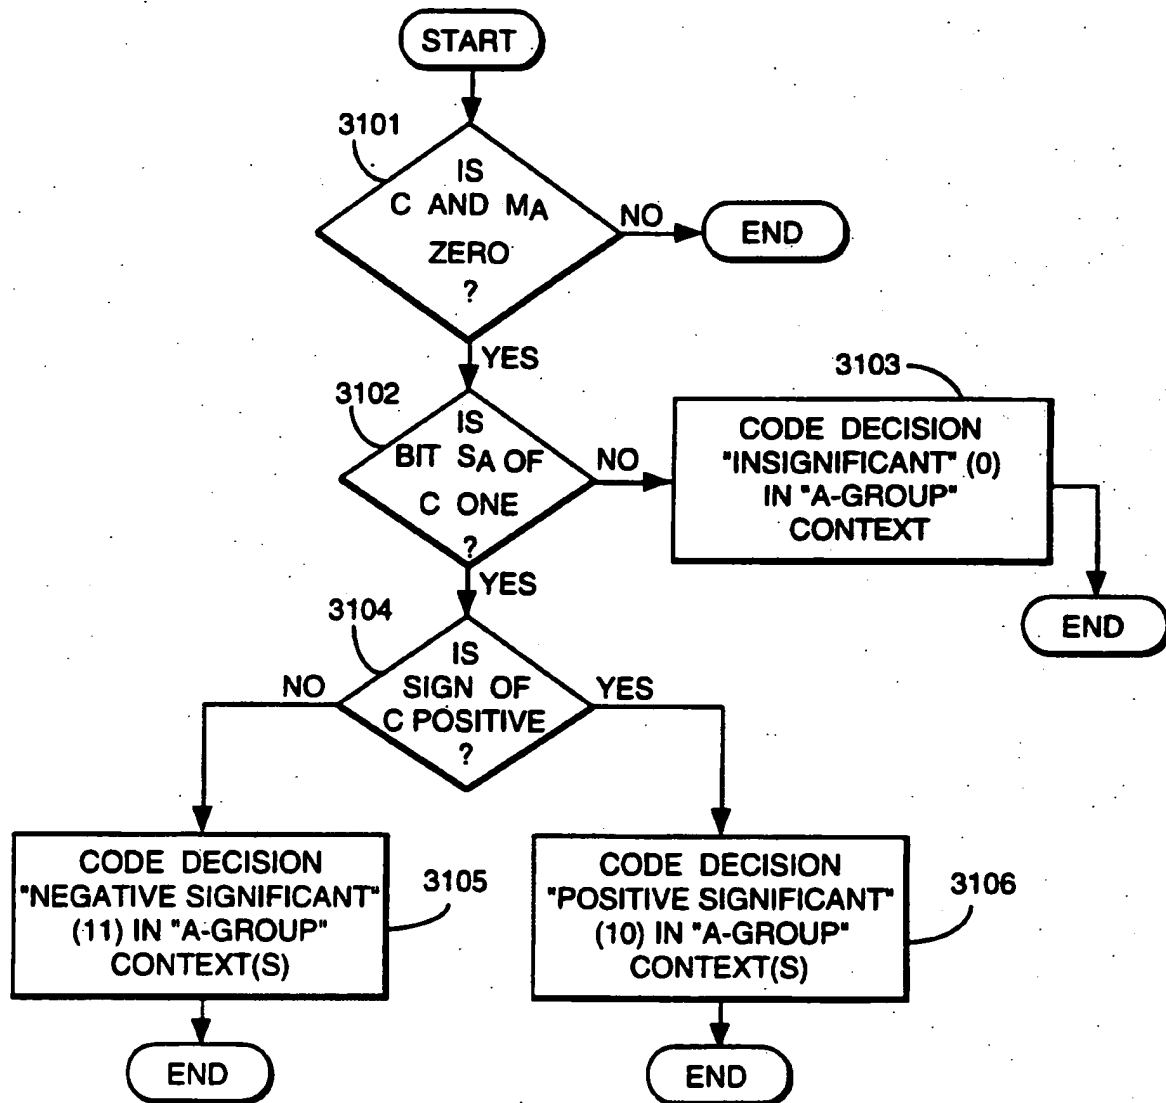 START
3101
IS
C AND MA
ZERO
?
NO
END
YES
3102
IS
BIT SA OF
C ONE
?
NO
3103
CODE DECISION
"INSIGNIFICANT" (0)
IN "A-GROUP"
CONTEXT
END
YES
3104
IS
SIGN OF
C POSITIVE
?
NO
YES
CODE DECISION
"NEGATIVE SIGNIFICANT"
(11) IN "A-GROUP"
CONTEXT(S)
3105
END
CODE DECISION
"POSITIVE SIGNIFICANT"
(10) IN "A-GROUP"
CONTEXT(S)
3106
END